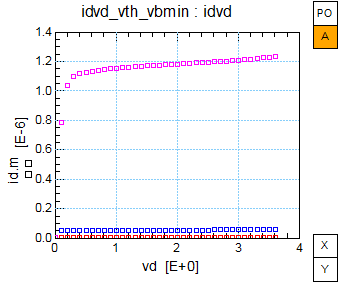 idvd_vth_vbmin : idvd
PO
A
1.4
1.2
1.0
0.8
0.6
0.4
0.2
0.0
id.m [E-6]
0 1 2 3 4
vd [E+0]
X
Y